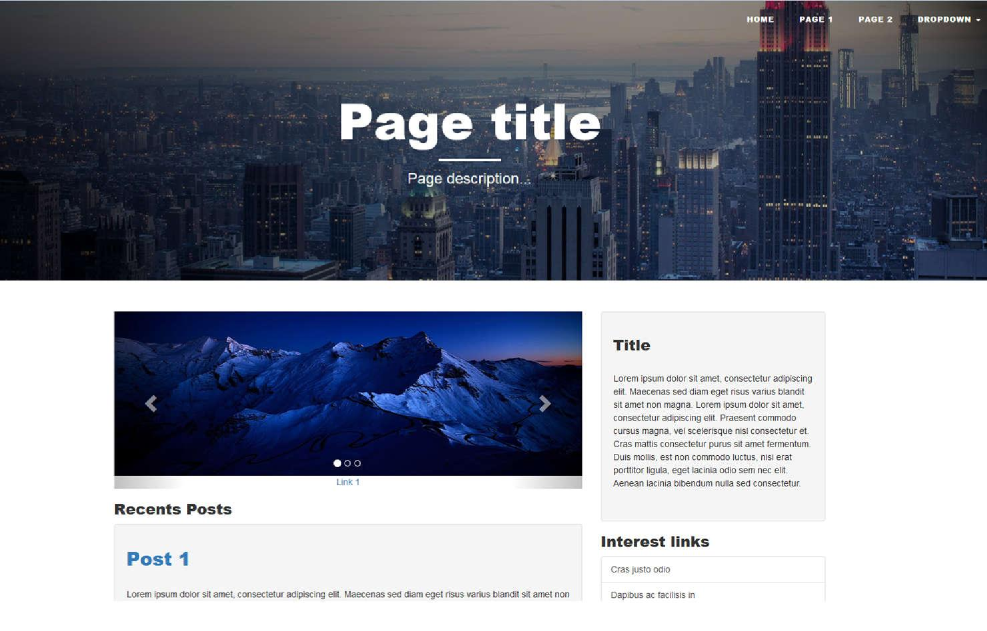 HOME PAGE 1 PAGE 2 DROPDOWN
Page title
Page description...
Link 1
Recents Posts
Post 1
Lorem ipsum dolor sit amet, consectetur adipiscing elit. Maecenas sed diam eget risus varius blandit sit amet non
Title
Lorem ipsum dolor sit amet, consectetur adipiscing
elit. Maecenas sed diam eget risus varius blandit
sit amet non magna. Lorem ipsum dolor sit amet,
consectetur adipiscing elit. Praesent commodo
cursus magna, vel scelerisque nisl consectetur et.
Cras mattis consectetur purus sit amet fermentum.
Duis mollis, est non commodo luctus, nisi erat
porttitor ligula, eget lacinia odio sem nec elit.
Aenean lacinia bibendum nulla sed consectetur.
Interest links
Cras justo odio
Dapibus ac facilisis in